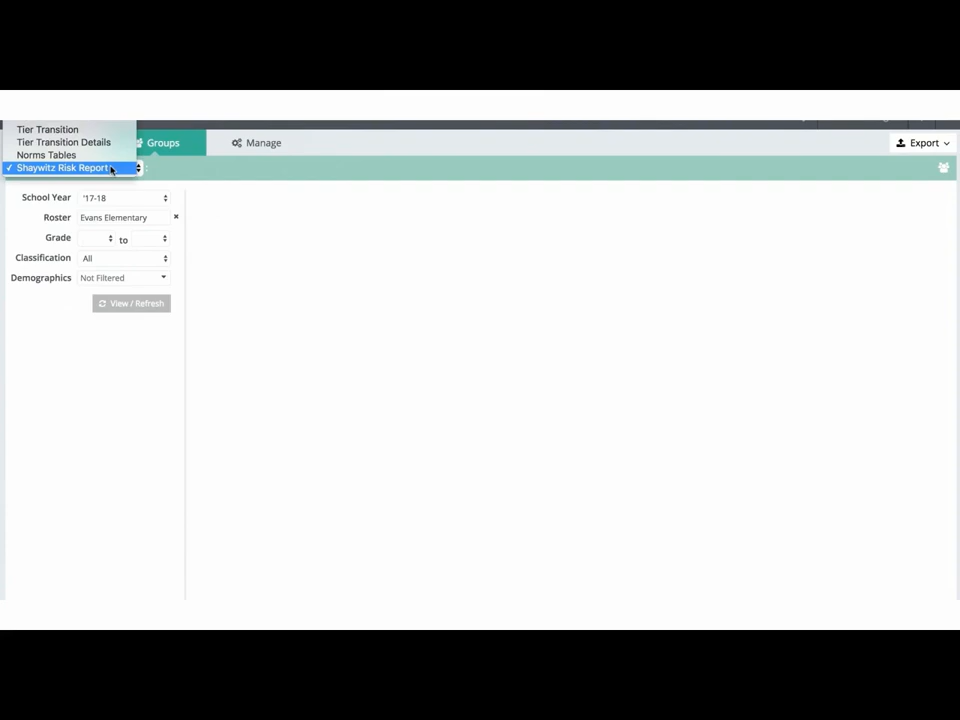 Tier Transition
Tier Transition Details
Norms Tables
✓ Shaywitz Risk Report
Groups
Manage
Export
School Year '17-18
Roster Evans Elementary ×
Grade to
Classification All
Demographics Not Filtered
View / Refresh